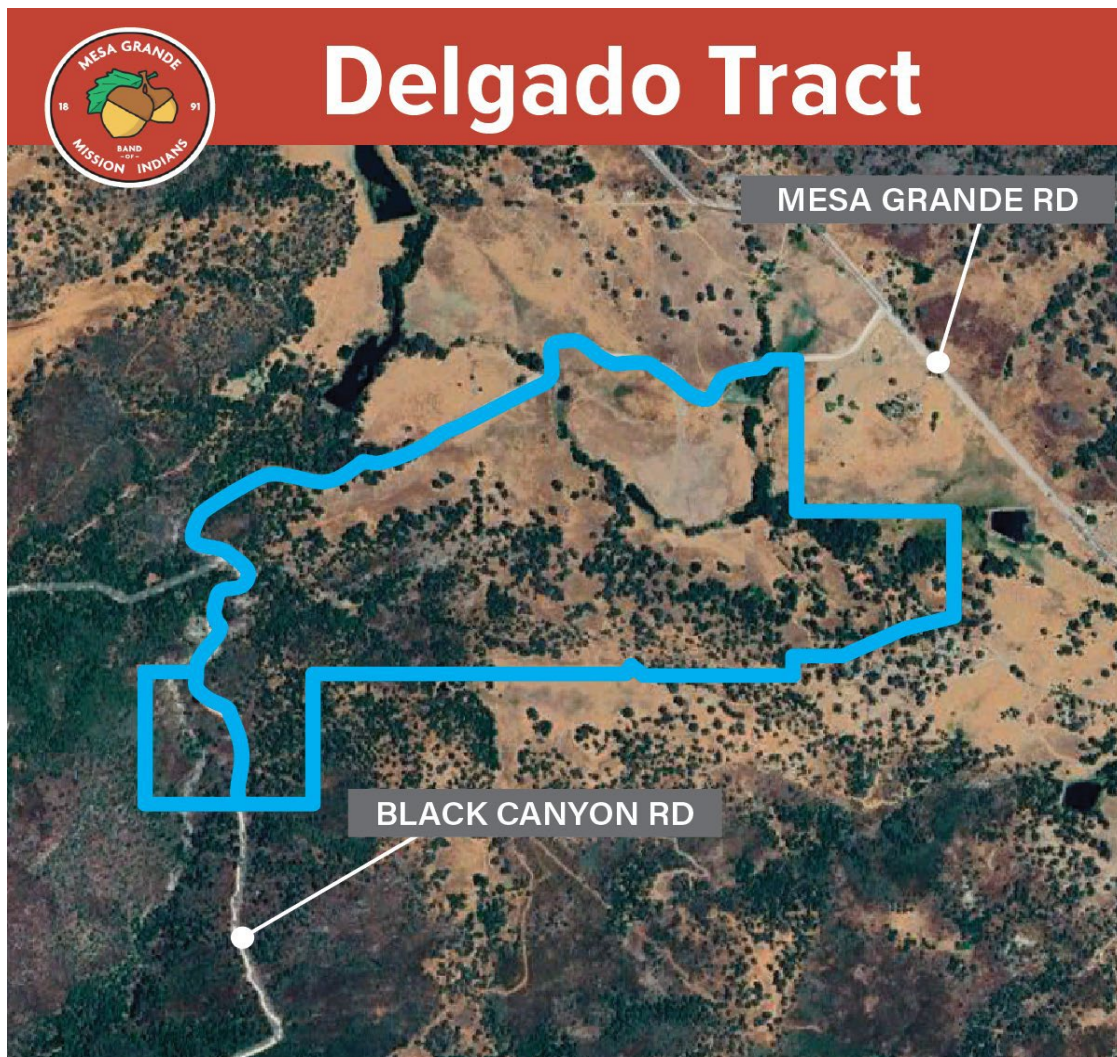 Delgado Tract
MESA GRANDE
18 91
BAND
-OF-
MISSION INDIANS
MESA GRANDE RD
BLACK CANYON RD